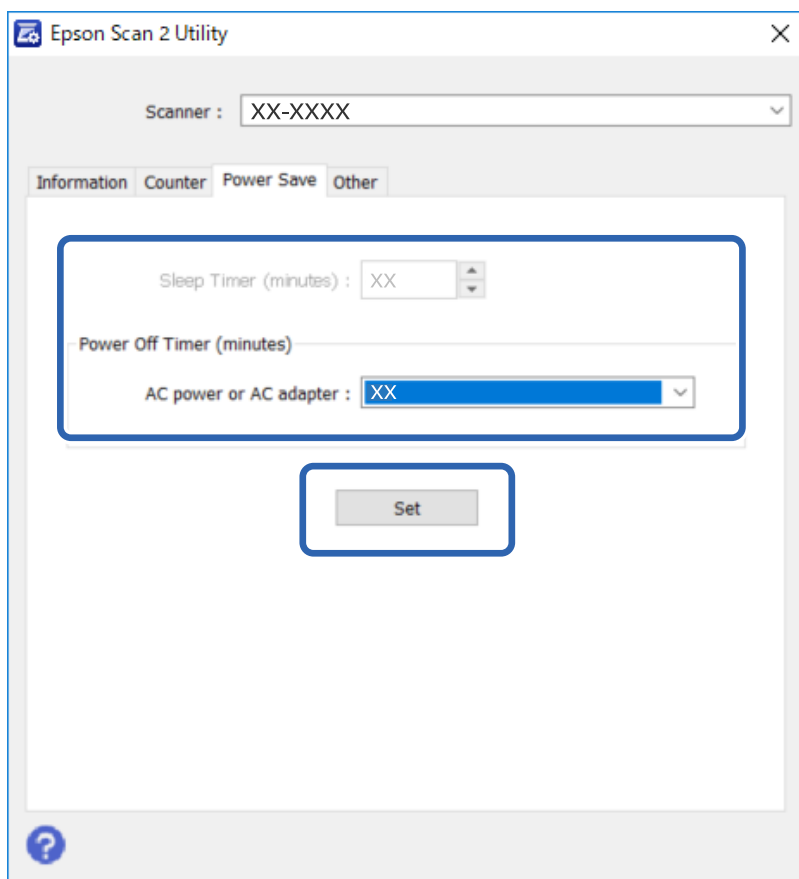 Epson Scan 2 Utility
Scanner : XX-XXXX
Information Counter Power Save Other
Sleep Timer (minutes) : XX
Power Off Timer (minutes)
AC power or AC adapter : XX
Set
?